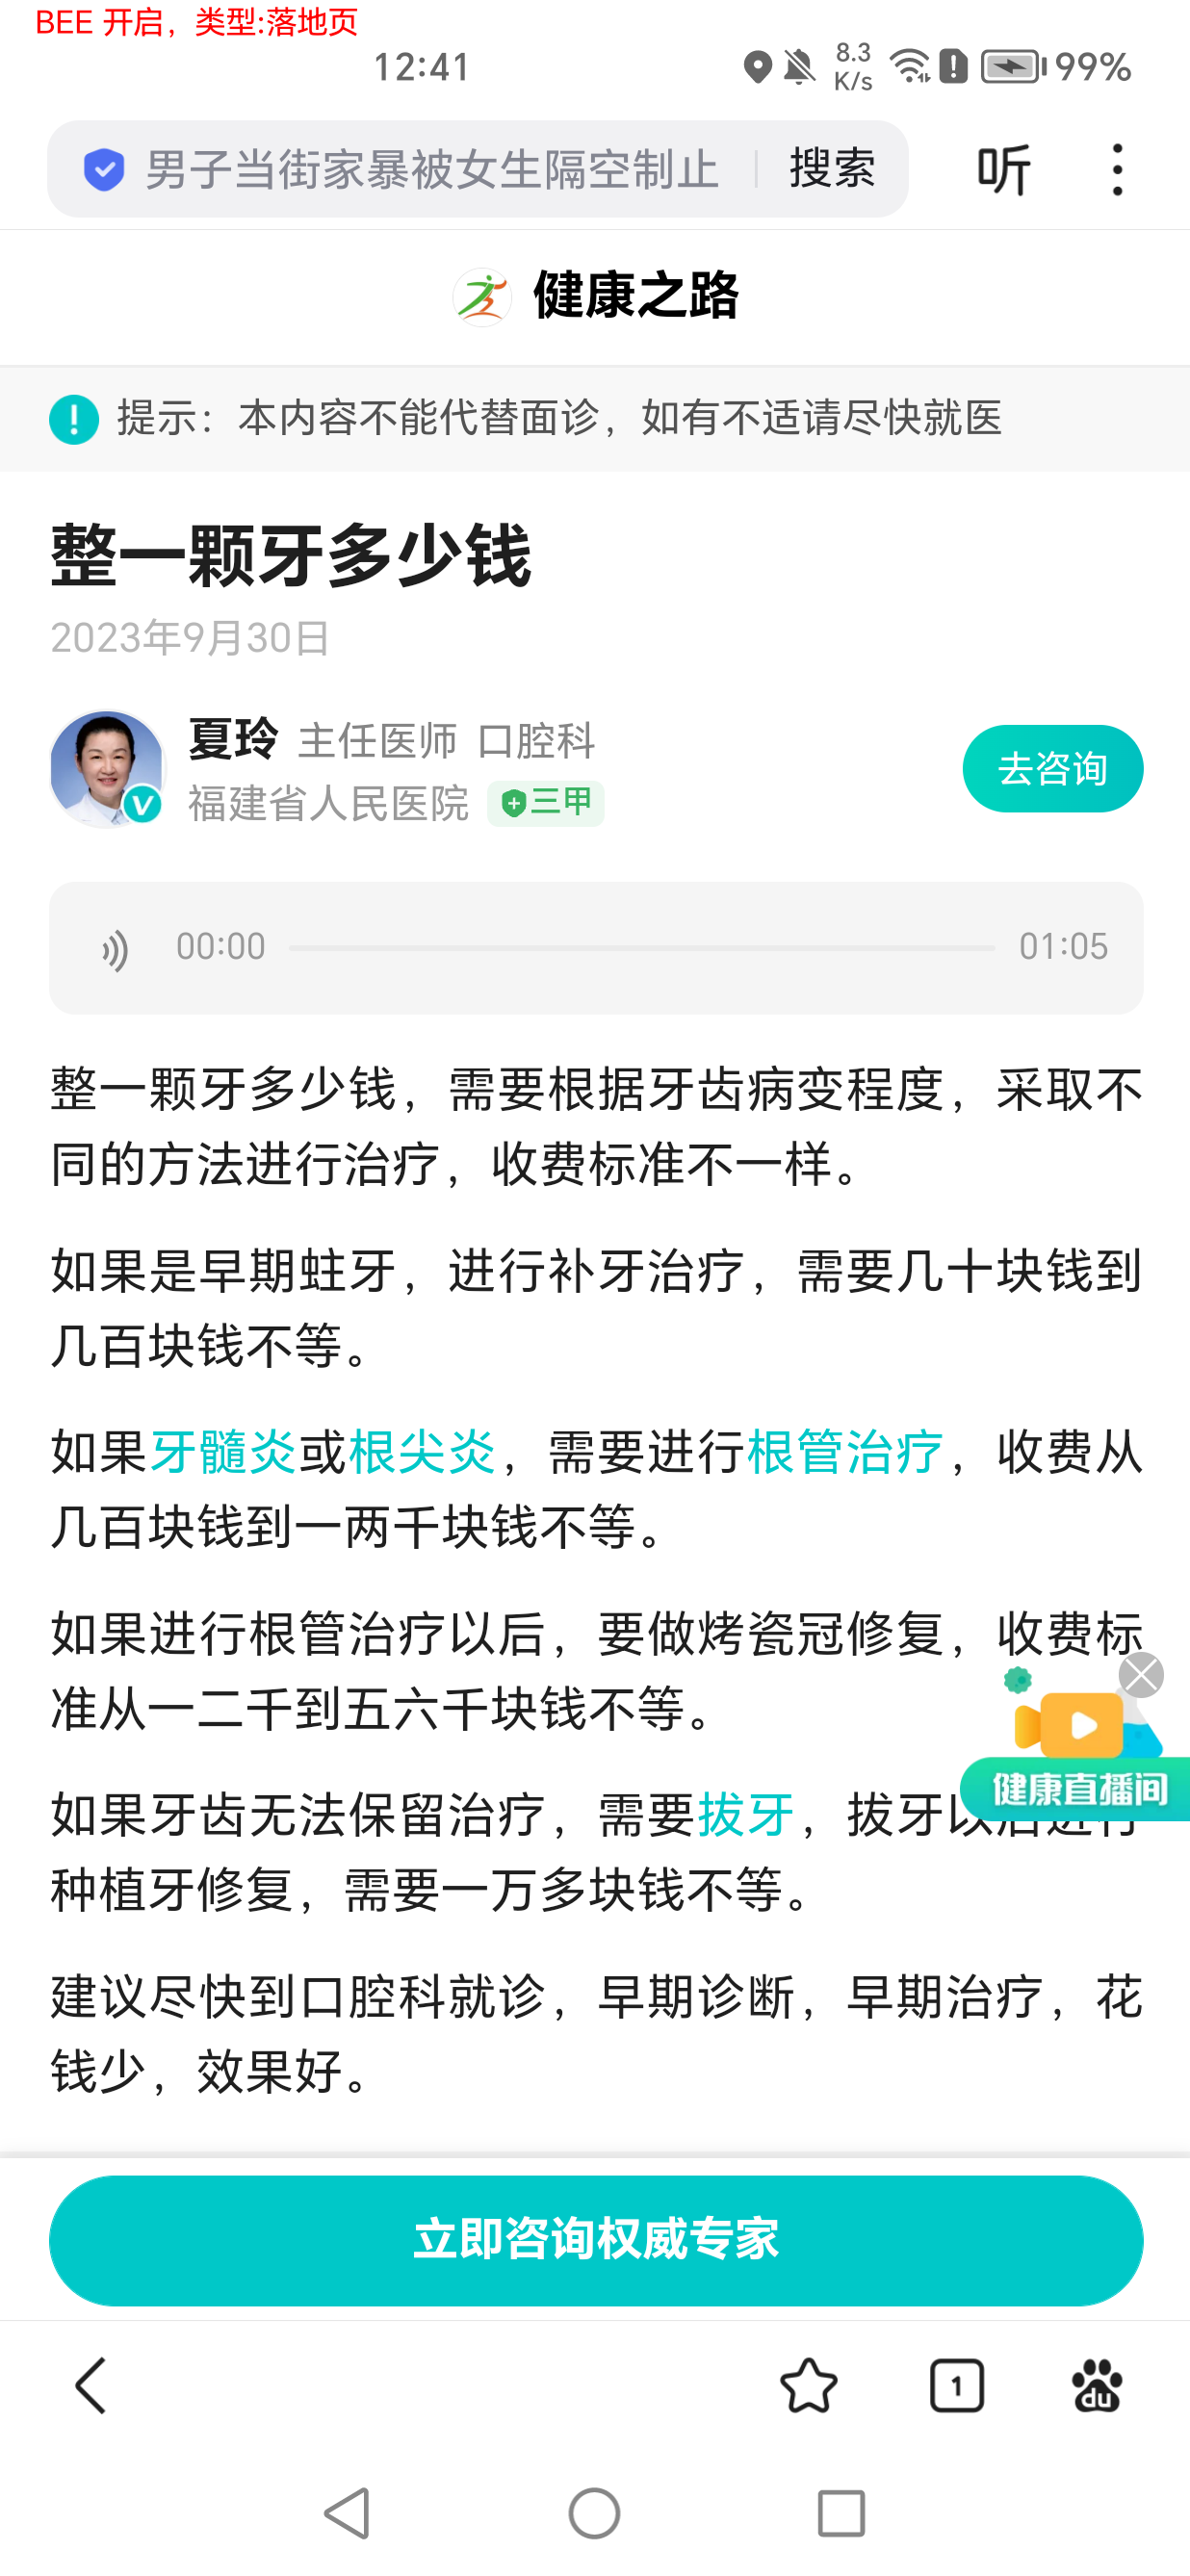 BEE 开启，类型:落地页
12:41
8.3
K/s
99%
男子当街家暴被女生隔空制止
搜索
听
健康之路
提示：本内容不能代替面诊，如有不适请尽快就医
整一颗牙多少钱
2023年9月30日
夏玲 主任医师 口腔科
福建省人民医院 三甲
去咨询
00:00
01:05
整一颗牙多少钱，需要根据牙齿病变程度，采取不
同的方法进行治疗，收费标准不一样。
如果是早期蛀牙，进行补牙治疗，需要几十块钱到
几百块钱不等。
如果牙髓炎或根尖炎，需要进行根管治疗，收费从
几百块钱到一两千块钱不等。
如果进行根管治疗以后，要做烤瓷冠修复，收费标
准从一二千到五六千块钱不等。
健康直播间
如果牙齿无法保留治疗，需要拔牙，拔牙以后进行
种植牙修复，需要一万多块钱不等。
建议尽快到口腔科就诊，早期诊断，早期治疗，花
钱少，效果好。
立即咨询权威专家
1
du